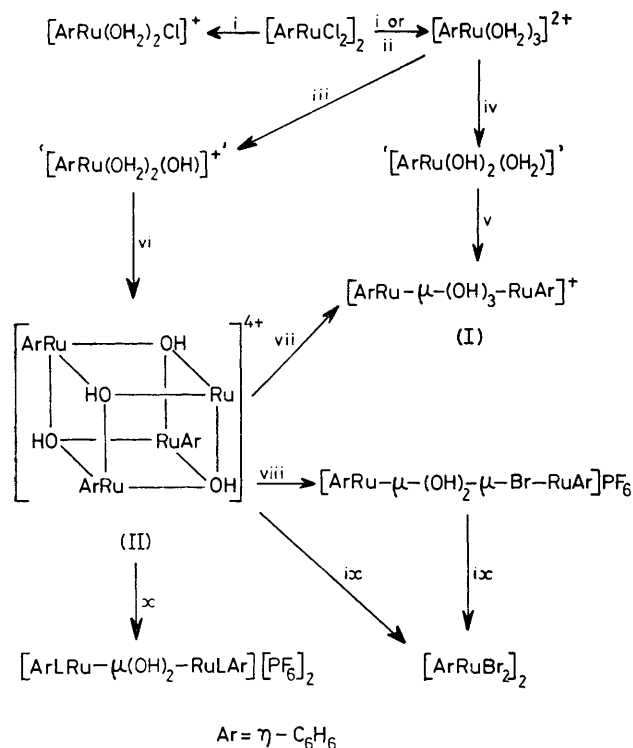 [ArRu(OH₂)₂Cl]⁺ i [ArRuCl₂]₂ i or ii [ArRu(OH₂)₃]²⁺
iii
iv
‘[ArRu(OH₂)₂(OH)]⁺’ ‘[ArRu(OH)₂(OH₂)]’
vi
v
[ArRu–μ–(OH)₃–RuAr]⁺
(I)
4+
vii
ArRu OH
HO Ru
HO RuAr
ArRu OH
viii [ArRu–μ–(OH)₂–μ–Br–RuAr]PF₆
(II)
ix ix
x
[ArLRu–μ(OH)₂–RuLAr][PF₆]₂ [ArRuBr₂]₂
Ar = η – C₆H₆